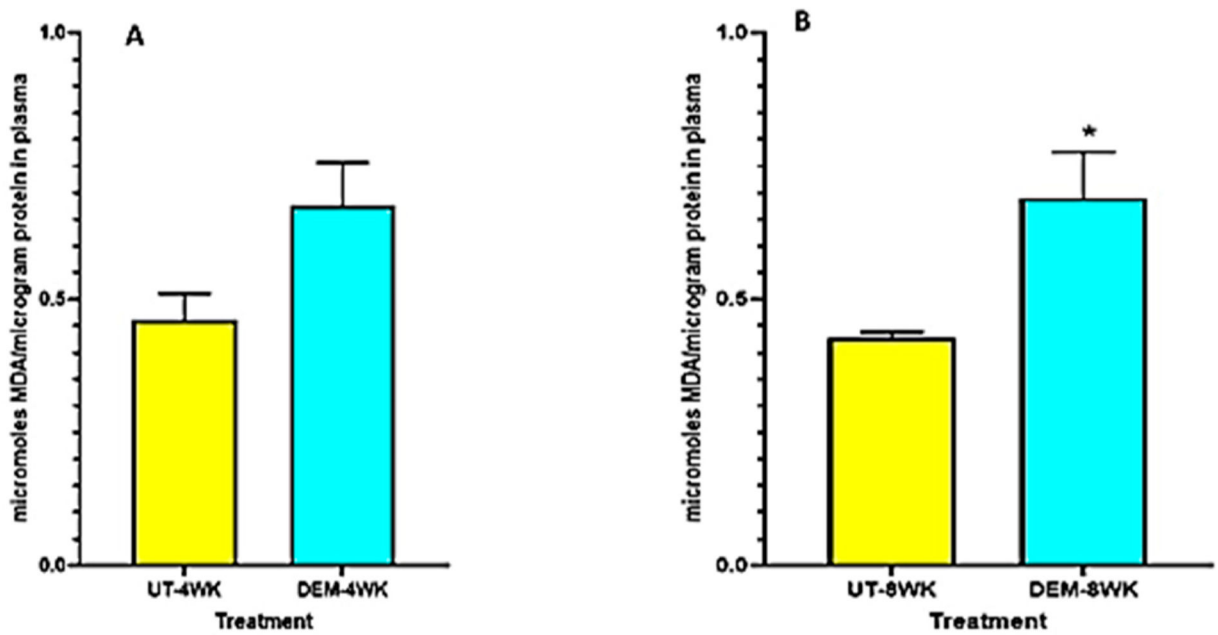 A
1.0
0.5
0.0
micromoles MDA/microgram protein in plasma
UT-4WK DEM-4WK
Treatment
B
1.0
0.5
0.0
micromoles MDA/microgram protein in plasma
*
UT-8WK DEM-8WK
Treatment